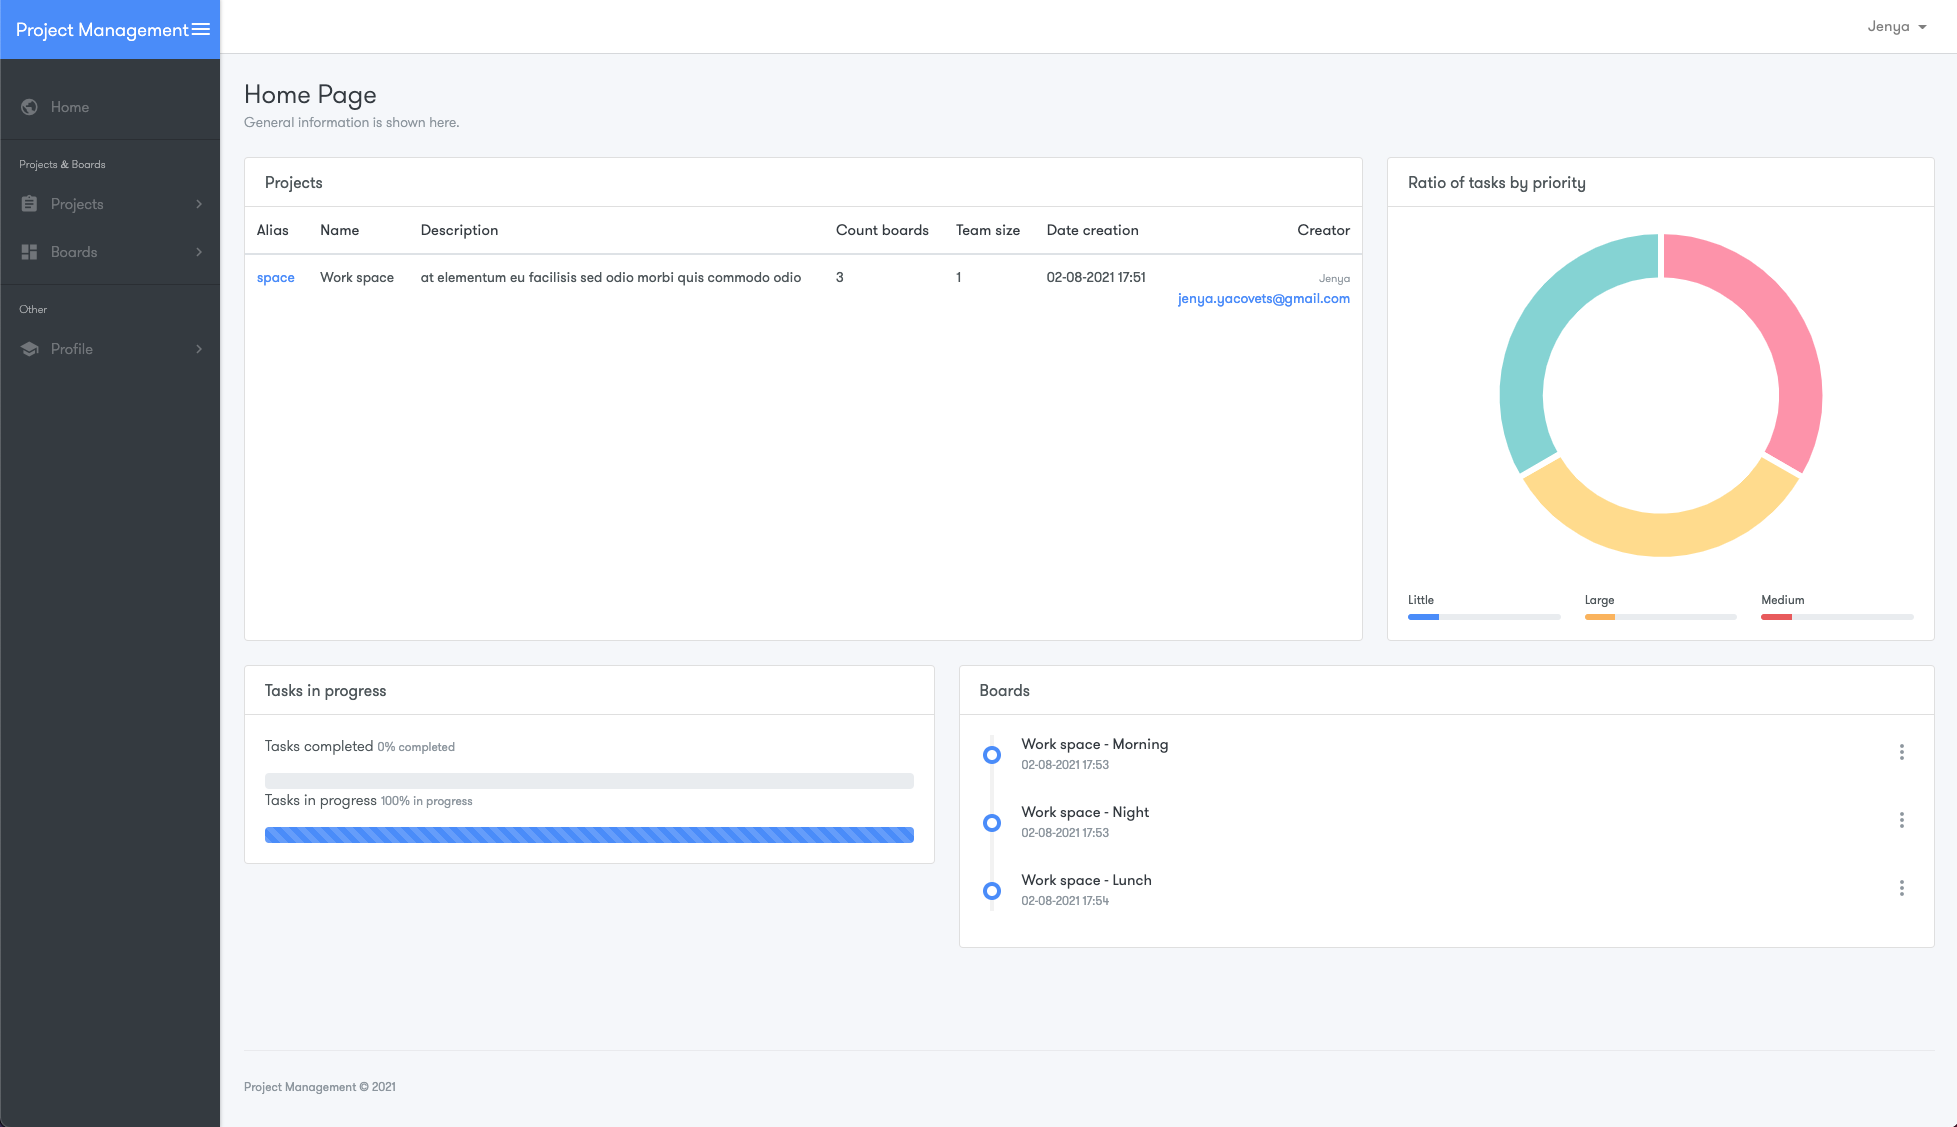 Project Management
Jenya
Home
Projects & Boards
Projects
Boards
Other
Profile
Home Page
General information is shown here.
Projects
Alias Name Description Count boards Team size Date creation Creator
space Work space at elementum eu facilisis sed odio morbi quis commodo odio 3 1 02-08-2021 17:51 Jenya
jenya.yacovets@gmail.com
Ratio of tasks by priority
Little Large Medium
Tasks in progress
Tasks completed 0% completed
Tasks in progress 100% in progress
Boards
Work space - Morning
02-08-2021 17:53
Work space - Night
02-08-2021 17:53
Work space - Lunch
02-08-2021 17:54
Project Management © 2021